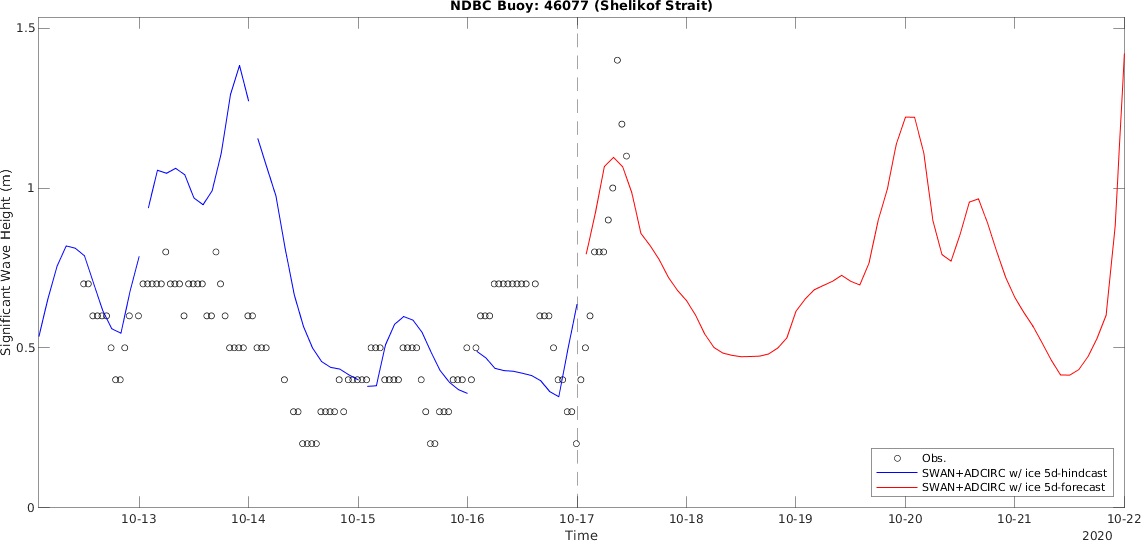 NDBC Buoy: 46077 (Shelikof Strait)
1.5
1
0.5
0
Significant Wave Height (m)
10-13 10-14 10-15 10-16 10-17 10-18 10-19 10-20 10-21 10-22
Time
2020
Obs.
SWAN+ADCIRC w/ ice 5d-hindcast
SWAN+ADCIRC w/ ice 5d-forecast